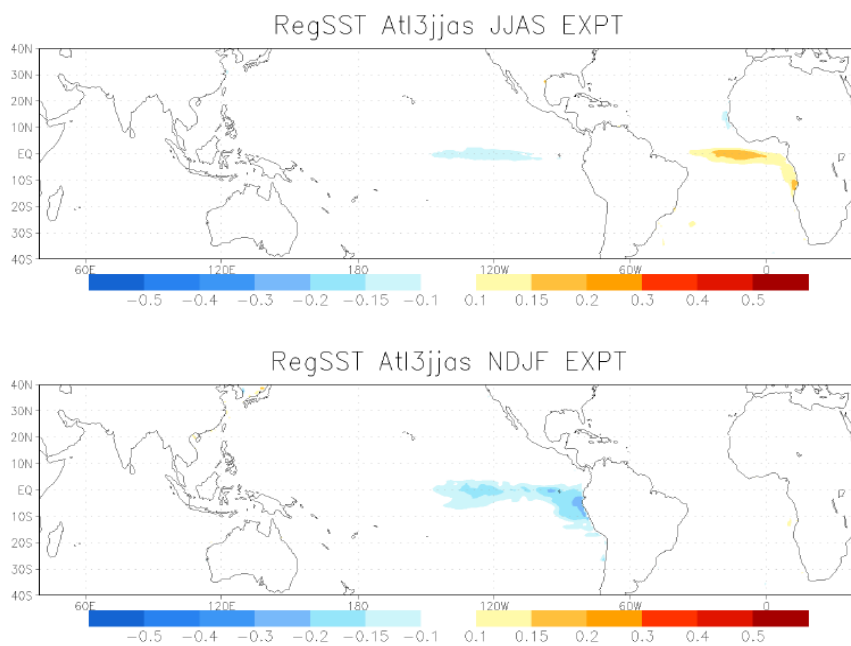 RegSST Atl3jjas JJAS EXPT
40N
30N
20N
10N
EQ
10S
20S
30S
40S
60E 120E 180 120W 60W 0
-0.5 -0.4 -0.3 -0.2 -0.15 -0.1 0.1 0.15 0.2 0.3 0.4 0.5
RegSST Atl3jjas NDJF EXPT
40N
30N
20N
10N
EQ
10S
20S
30S
40S
60E 120E 180 120W 60W 0
-0.5 -0.4 -0.3 -0.2 -0.15 -0.1 0.1 0.15 0.2 0.3 0.4 0.5